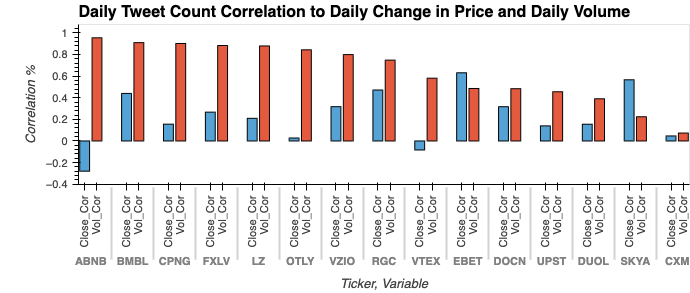 Daily Tweet Count Correlation to Daily Change in Price and Daily Volume
Correlation %
1
0.8
0.6
0.4
0.2
0
−0.2
−0.4
Close_Cor Vol_Cor Close_Cor Vol_Cor Close_Cor Vol_Cor Close_Cor Vol_Cor Close_Cor Vol_Cor Close_Cor Vol_Cor Close_Cor Vol_Cor Close_Cor Vol_Cor Close_Cor Vol_Cor Close_Cor Vol_Cor Close_Cor Vol_Cor Close_Cor Vol_Cor Close_Cor Vol_Cor Close_Cor Vol_Cor Close_Cor Vol_Cor
ABNB BMBL CPNG FXLV LZ OTLY VZIO RGC VTEX EBET DOCN UPST DUOL SKYA CXM
Ticker, Variable